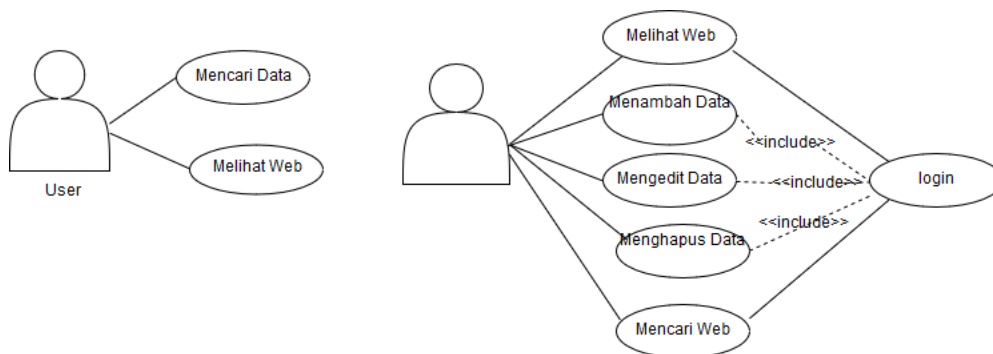 Mencari Data
Melihat Web
User
Melihat Web
Menambah Data
<<include>>
Mengedit Data
<<include>>
login
<<include>>
Menghapus Data
Mencari Web